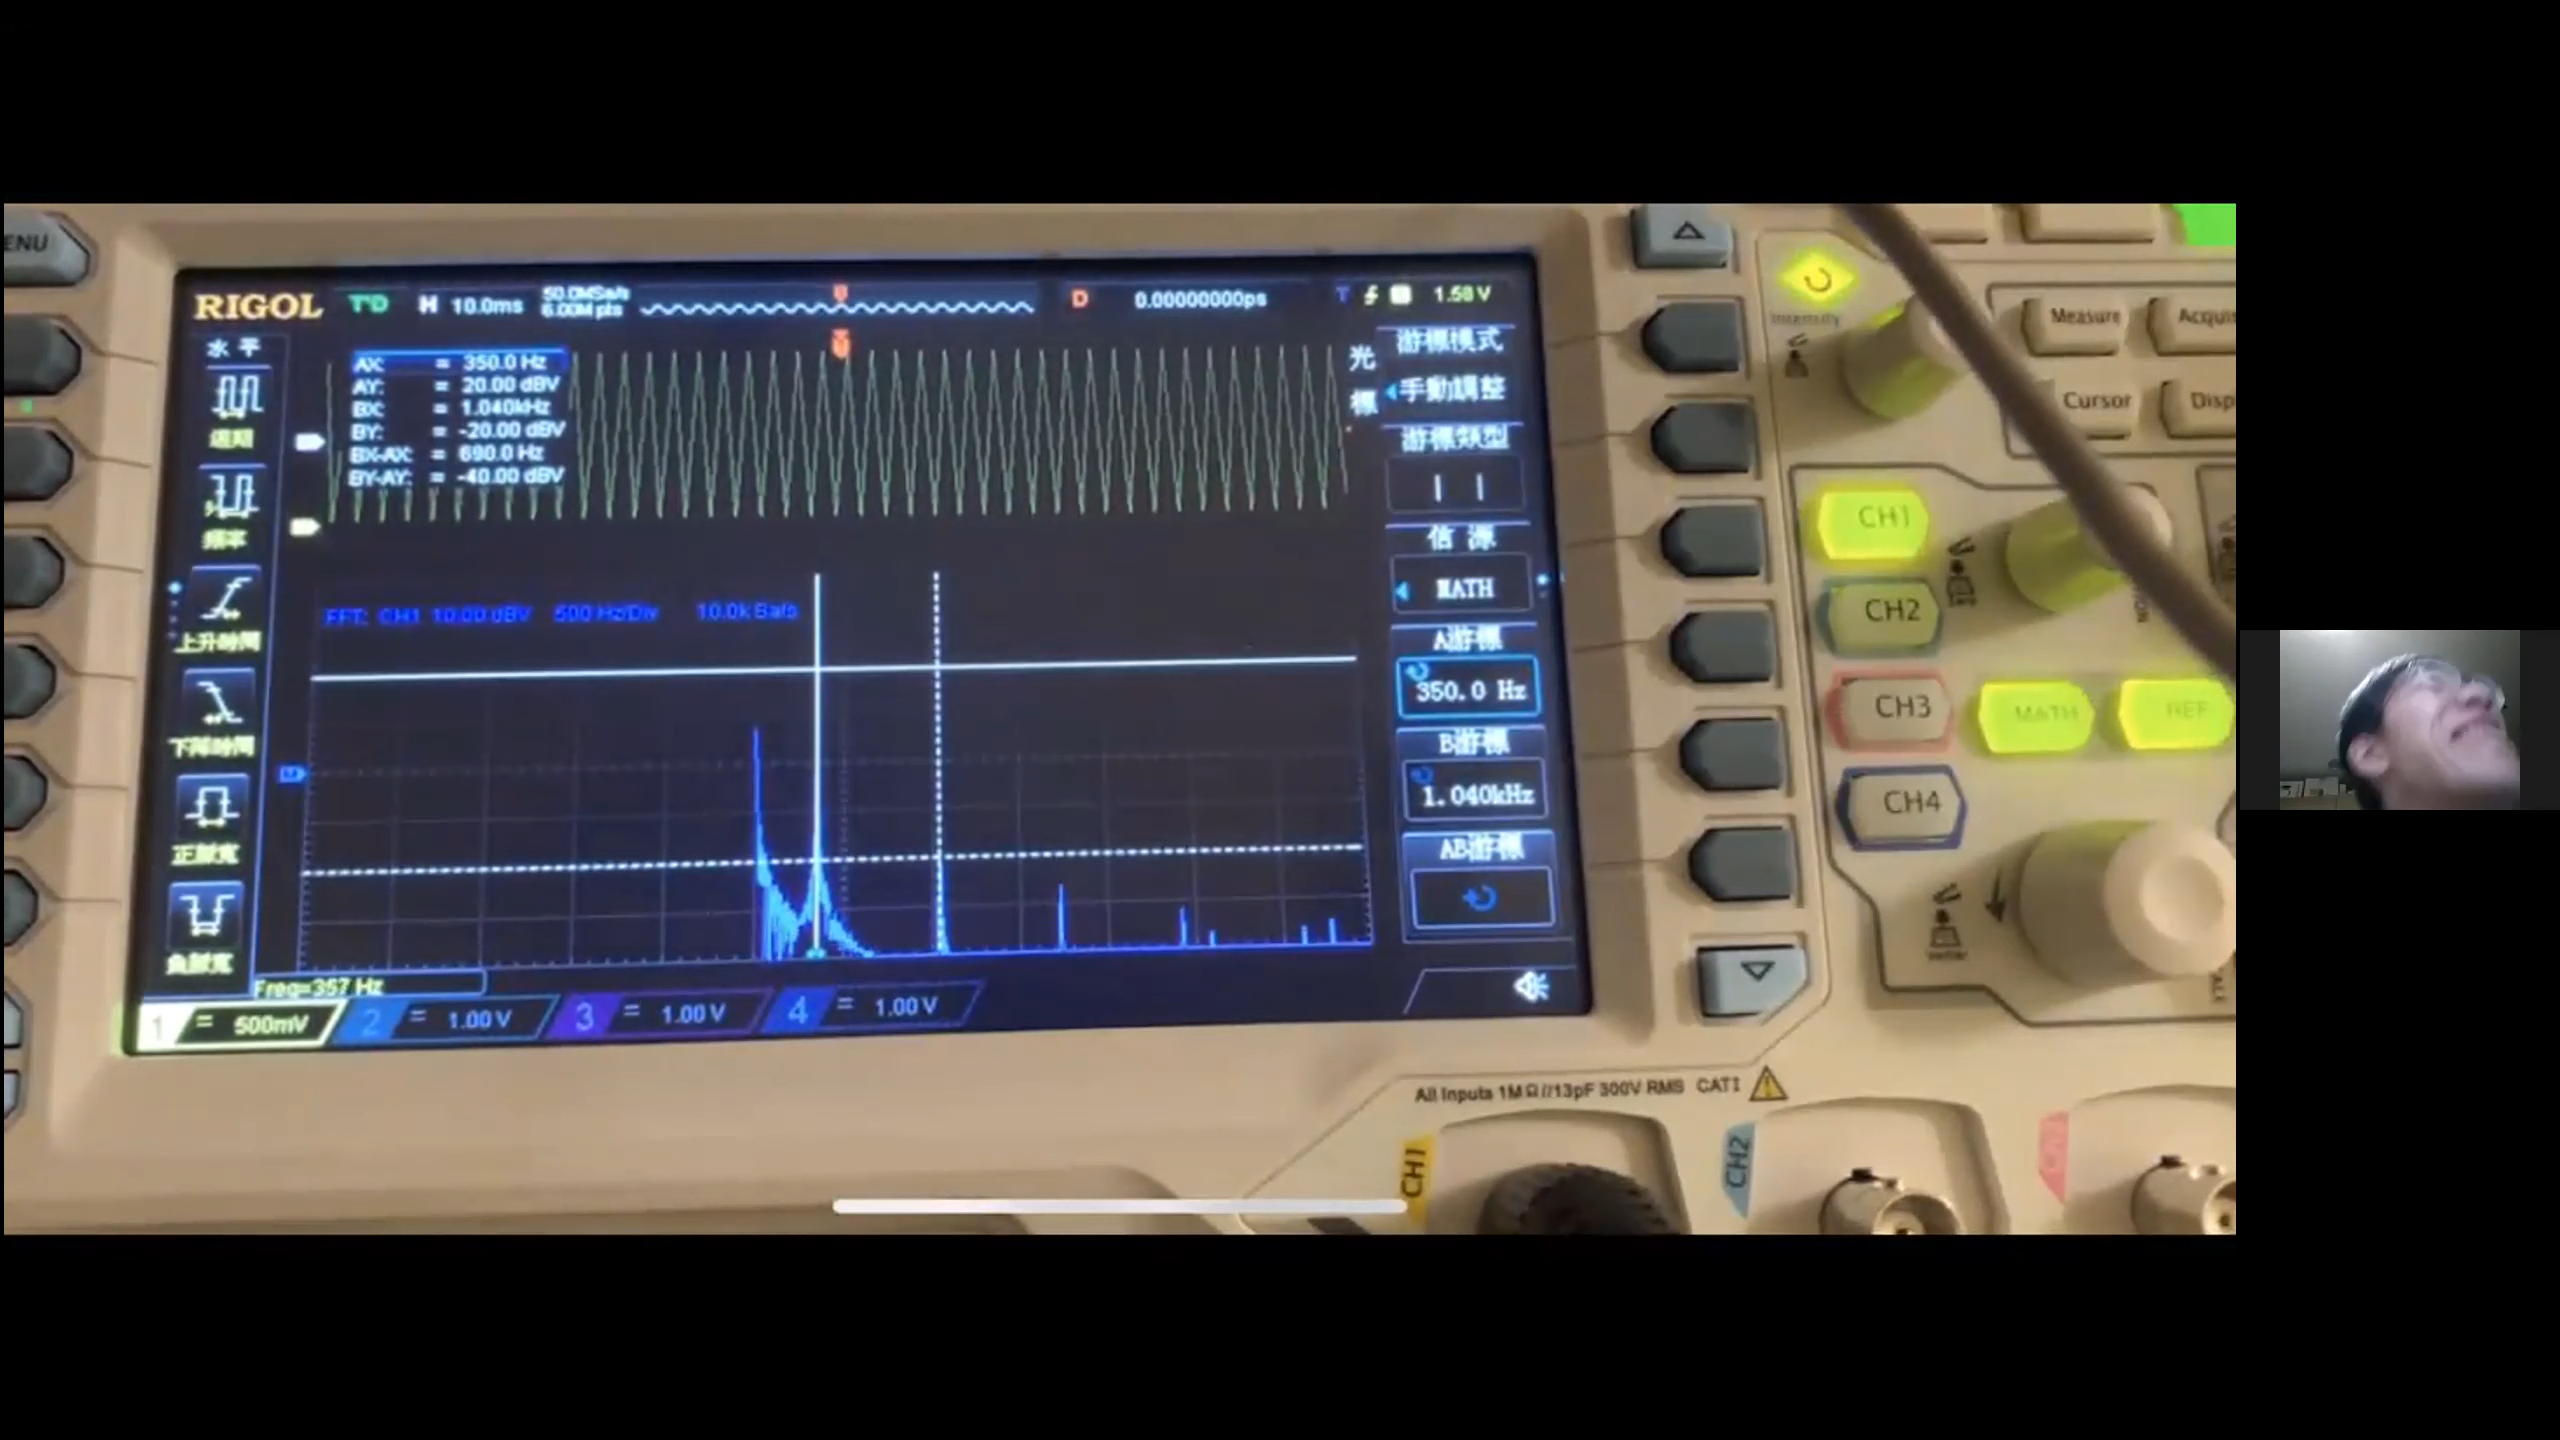 ENU
RIGOL T'D H 10.0ms 50.0MSa/s 6.00M pts D 0.00000000ps T 1.58 V
水平
AX: = 350.0 Hz
AY: = 20.00 dBV
BX: = 1.040kHz
BY: = -20.00 dBV
BX-AX: = 690.0 Hz
BY-AY: = -40.00 dBV
週期
頻率
上升時間
下降時間
正脈寬
負脈寬
FFT: CH1 10.00 dBV 500 Hz/Div 10.0k Sa/s
光標
游標模式
手動調整
游標類型
信源
MATH
A游標
350.0 Hz
B游標
1.040kHz
AB游標
Freq=357 Hz
1 = 500mV 2 = 1.00 V 3 = 1.00 V 4 = 1.00 V
Intensity
Measure
Cursor
CH1
CH2
CH3
MATH
REF
CH4
All Inputs 1MΩ//13pF 300V RMS CAT I
CH1
CH2